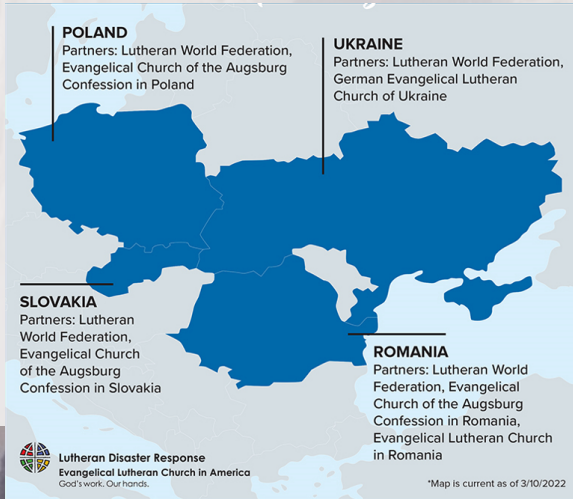 POLAND
Partners: Lutheran World Federation,
Evangelical Church of the Augsburg
Confession in Poland
UKRAINE
Partners: Lutheran World Federation,
German Evangelical Lutheran
Church of Ukraine
SLOVAKIA
Partners: Lutheran
World Federation,
Evangelical Church
of the Augsburg
Confession in Slovakia
ROMANIA
Partners: Lutheran World
Federation, Evangelical
Church of the Augsburg
Confession in Romania,
Evangelical Lutheran Church
in Romania
Lutheran Disaster Response
Evangelical Lutheran Church in America
God's work. Our hands.
*Map is current as of 3/10/2022